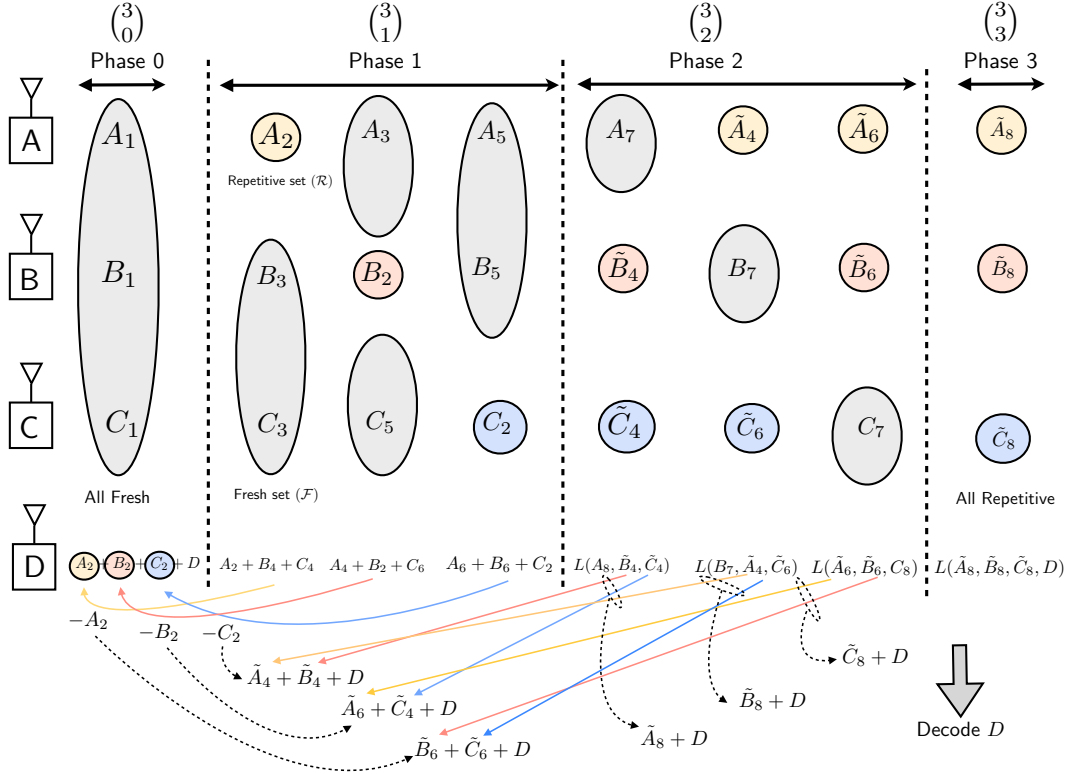 (3 0) (3 1) (3 2) (3 3)
Phase 0 Phase 1 Phase 2 Phase 3
A A₁ A₂ A₃ A₅ A₇ Ã₄ Ã₆ Ã₈
Repetitive set (ℛ)
B B₁ B₃ B₂ B₅ B̃₄ B₇ B̃₆ B̃₈
C C₁ C₃ C₅ C₂ C̃₄ C̃₆ C₇ C̃₈
All Fresh Fresh set (ℱ) All Repetitive
D A₂ + B₂ + C₂ + D A₂ + B₄ + C₄ A₄ + B₂ + C₆ A₆ + B₆ + C₂ L(A₈, B̃₄, C̃₄) L(B₇, Ã₄, C̃₆) L(Ã₆, B̃₆, C₈) L(Ã₈, B̃₈, C̃₈, D)
−A₂ −B₂ −C₂
Ã₄ + B̃₄ + D C̃₈ + D
Ã₆ + C̃₄ + D B̃₈ + D
B̃₆ + C̃₆ + D Ã₈ + D
Decode D